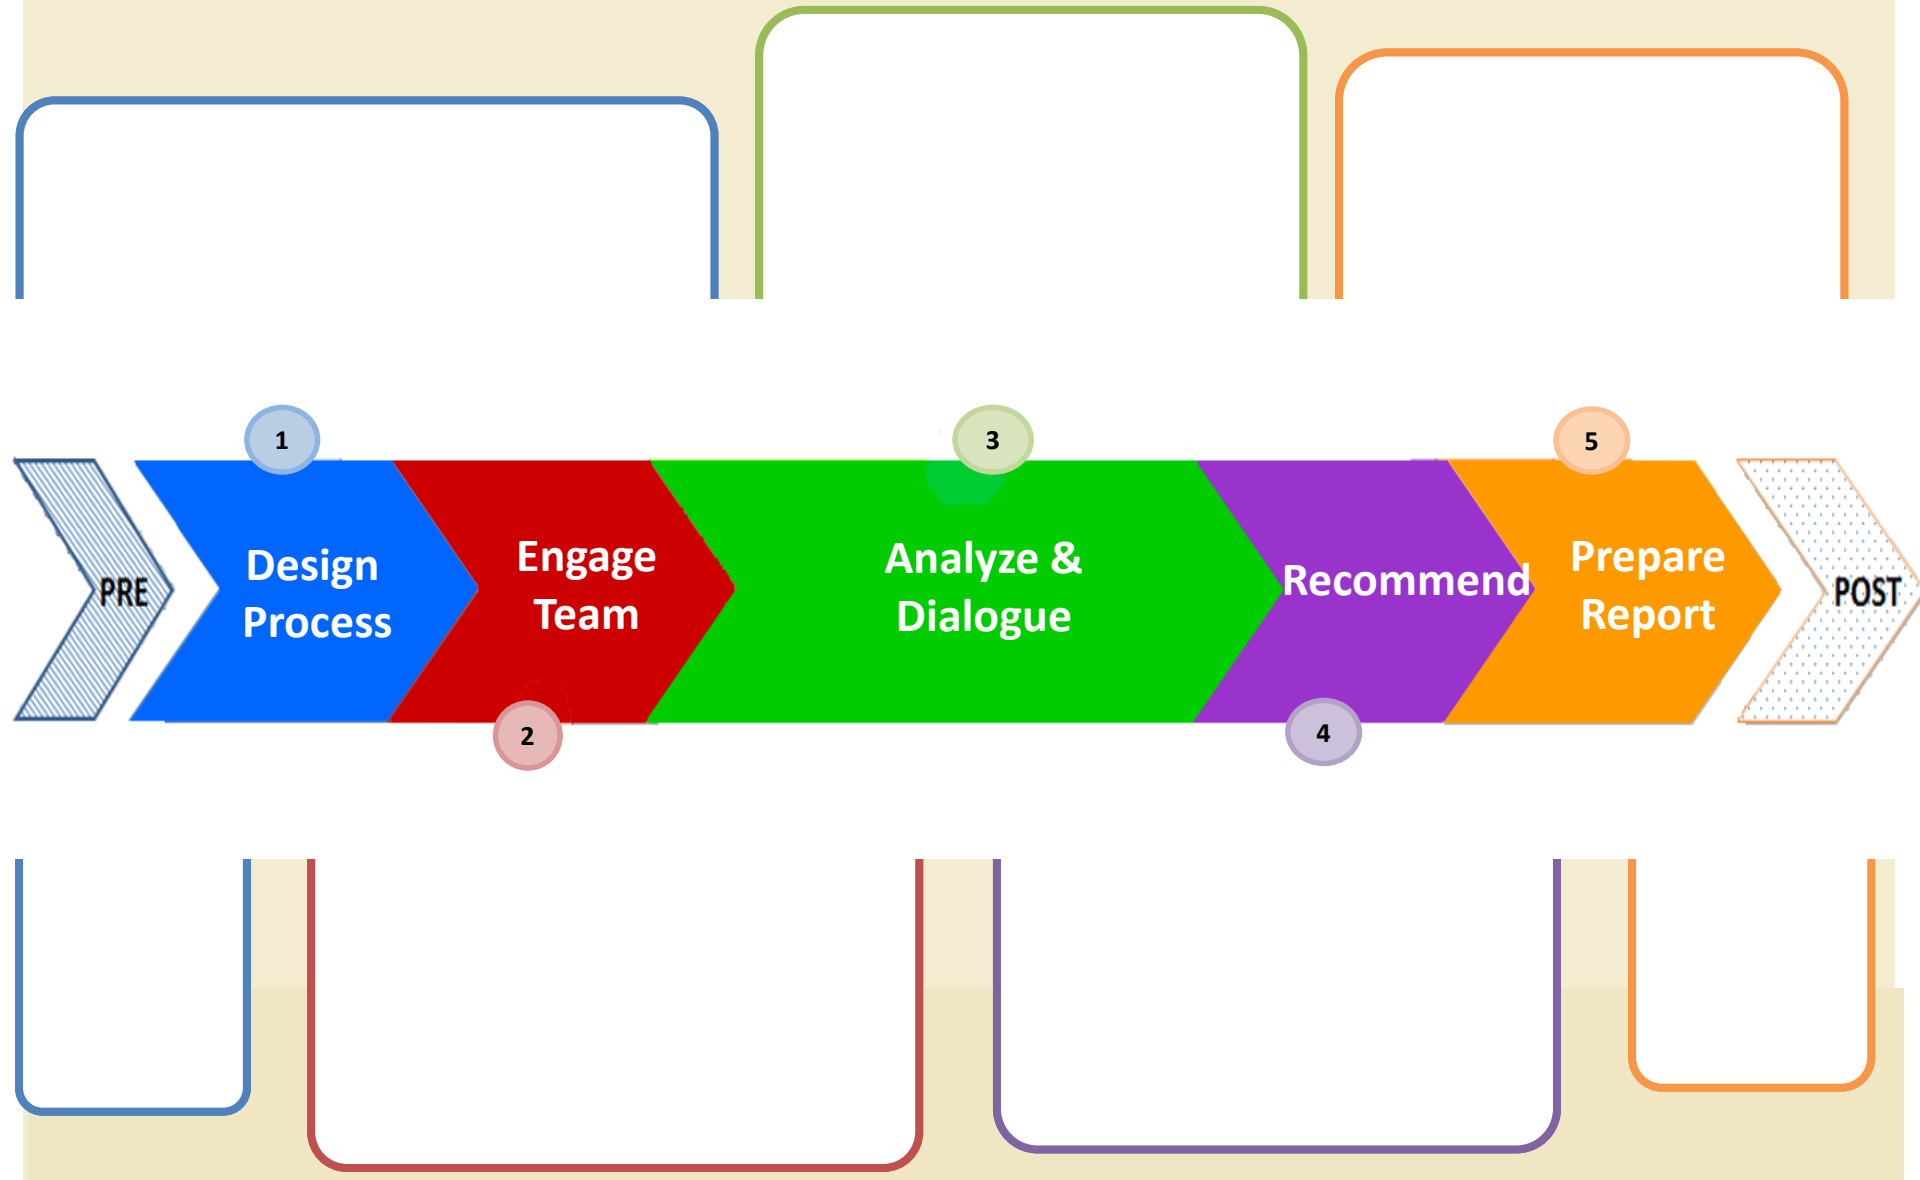 1
3
5
PRE
Design
Process
Engage
Team
Analyze &
Dialogue
Recommend
Prepare
Report
POST
2
4